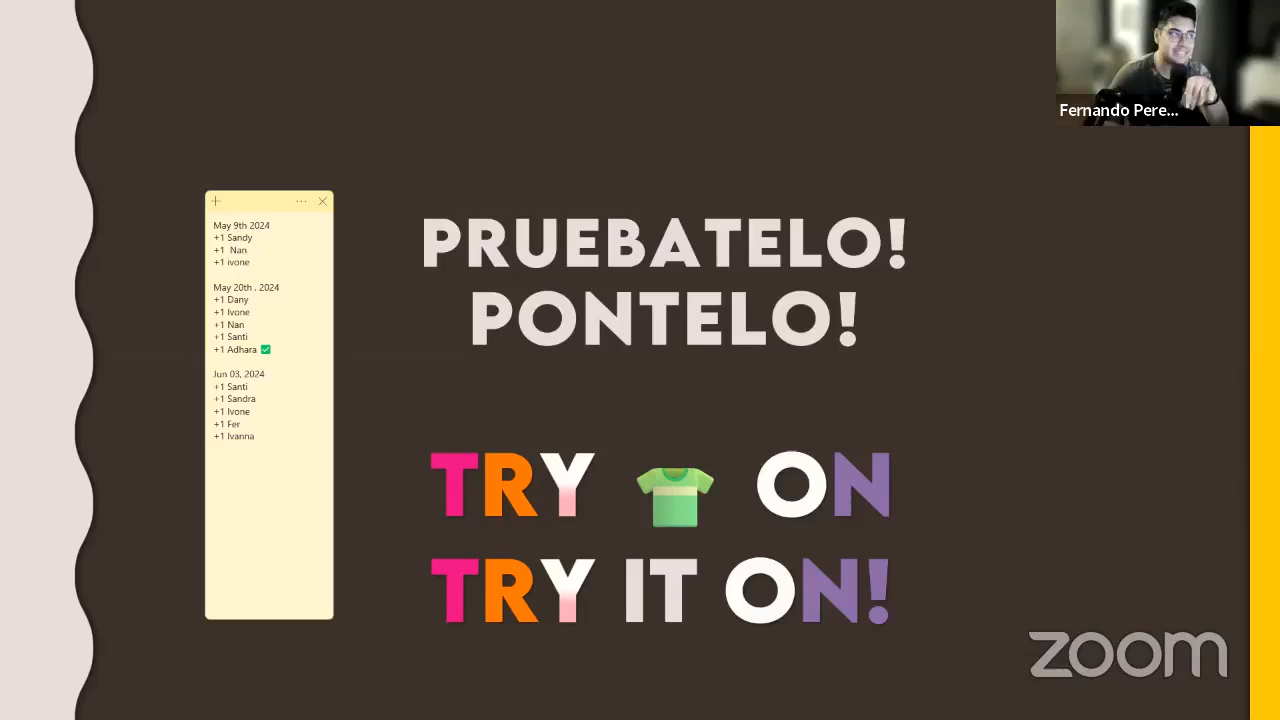 Fernando Pere...
May 9th 2024
+1 Sandy
+1 Nan
+1 ivone
May 20th , 2024
+1 Dany
+1 Ivone
+1 Nan
+1 Santi
+1 Adhara ✅
Jun 03, 2024
+1 Santi
+1 Sandra
+1 Ivone
+1 Fer
+1 Ivanna
PRUEBATELO!
PONTELO!
TRY 👕 ON
TRY IT ON!
zoom